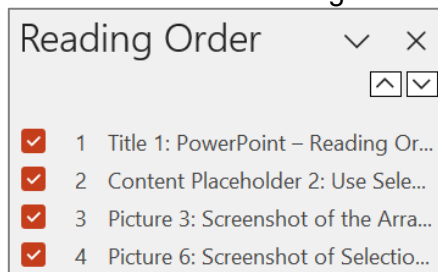 Reading Order
1 Title 1: PowerPoint – Reading Or...
2 Content Placeholder 2: Use Sele...
3 Picture 3: Screenshot of the Arra...
4 Picture 6: Screenshot of Selectio...